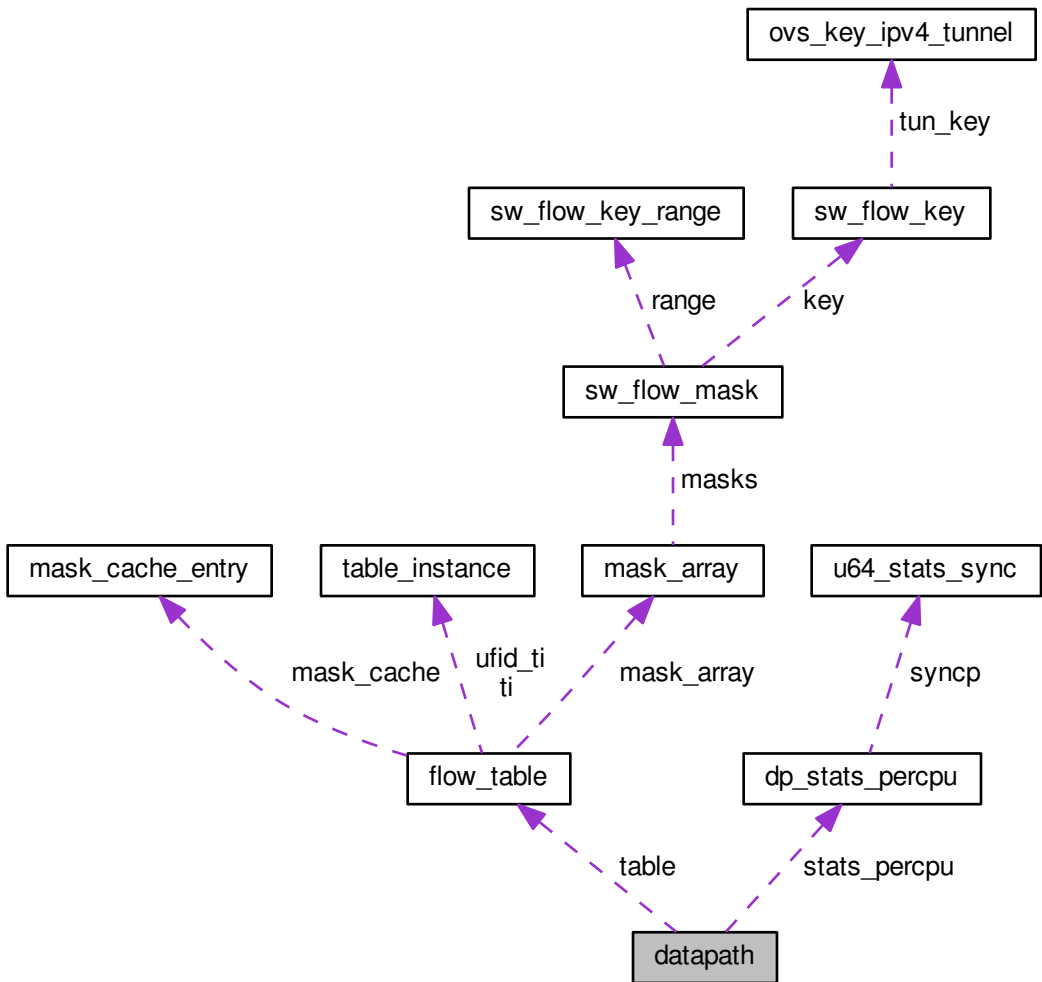 ovs_key_ipv4_tunnel
tun_key
sw_flow_key_range
sw_flow_key
range
key
sw_flow_mask
masks
mask_cache_entry
table_instance
mask_array
u64_stats_sync
mask_cache
ufid_ti
ti
mask_array
syncp
flow_table
dp_stats_percpu
table
stats_percpu
datapath